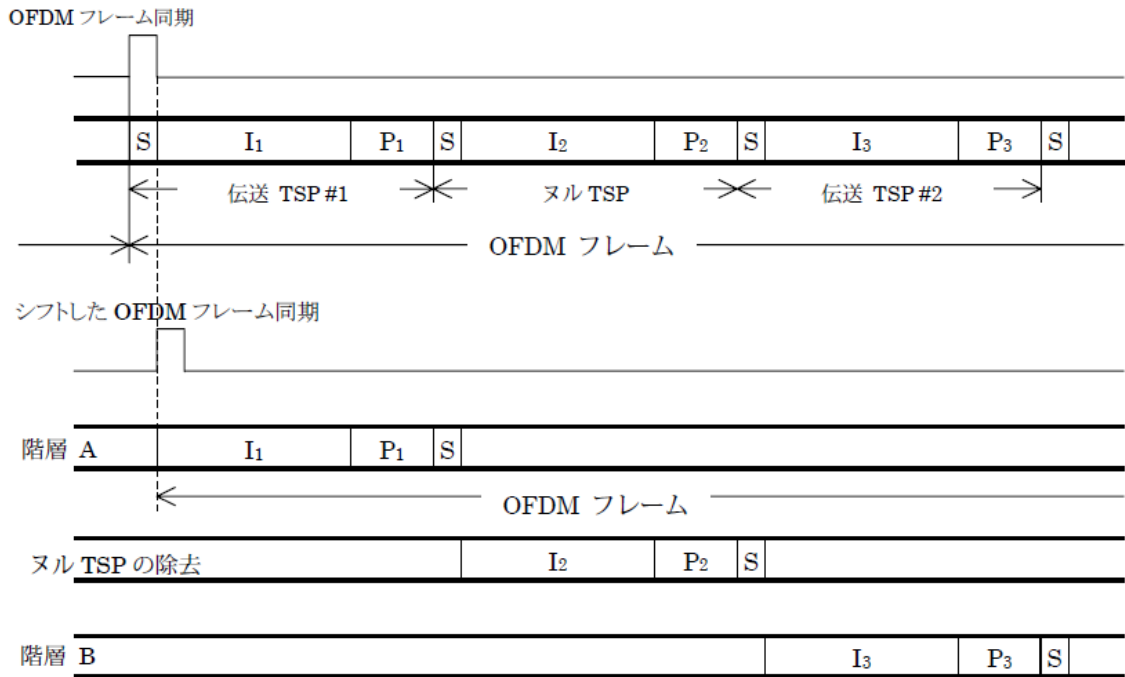 OFDM フレーム同期
S I₁ P₁ S I₂ P₂ S I₃ P₃ S
伝送 TSP #1 ヌル TSP 伝送 TSP #2
OFDM フレーム
シフトした OFDM フレーム同期
階層 A I₁ P₁ S
OFDM フレーム
ヌル TSP の除去 I₂ P₂ S
階層 B I₃ P₃ S